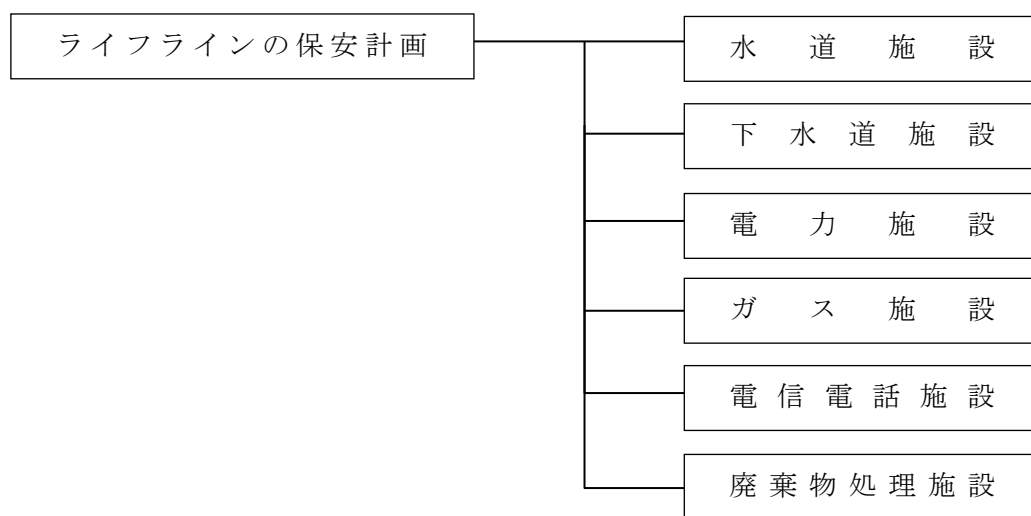 ライフラインの保安計画
水道施設
下水道施設
電力施設
ガス施設
電信電話施設
廃棄物処理施設